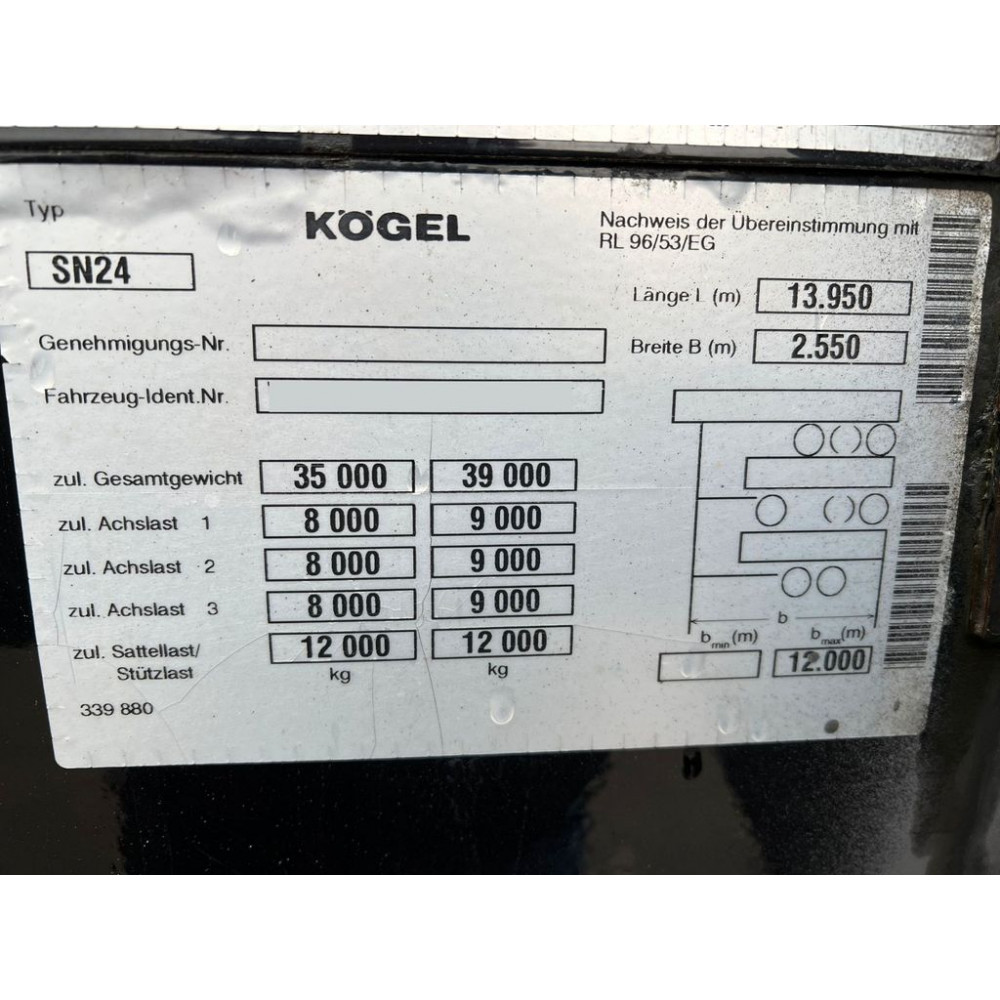 Typ
KÖGEL
Nachweis der Übereinstimmung mit
RL 96/53/EG
SN24
Länge L (m) 13.950
Genehmigungs-Nr.
Breite B (m) 2.550
Fahrzeug-Ident.Nr.
zul. Gesamtgewicht 35 000 39 000
zul. Achslast 1 8 000 9 000
zul. Achslast 2 8 000 9 000
zul. Achslast 3 8 000 9 000
zul. Sattellast/
Stützlast 12 000 12 000
kg kg
b
bmin(m) bmax(m)
12.000
339 880